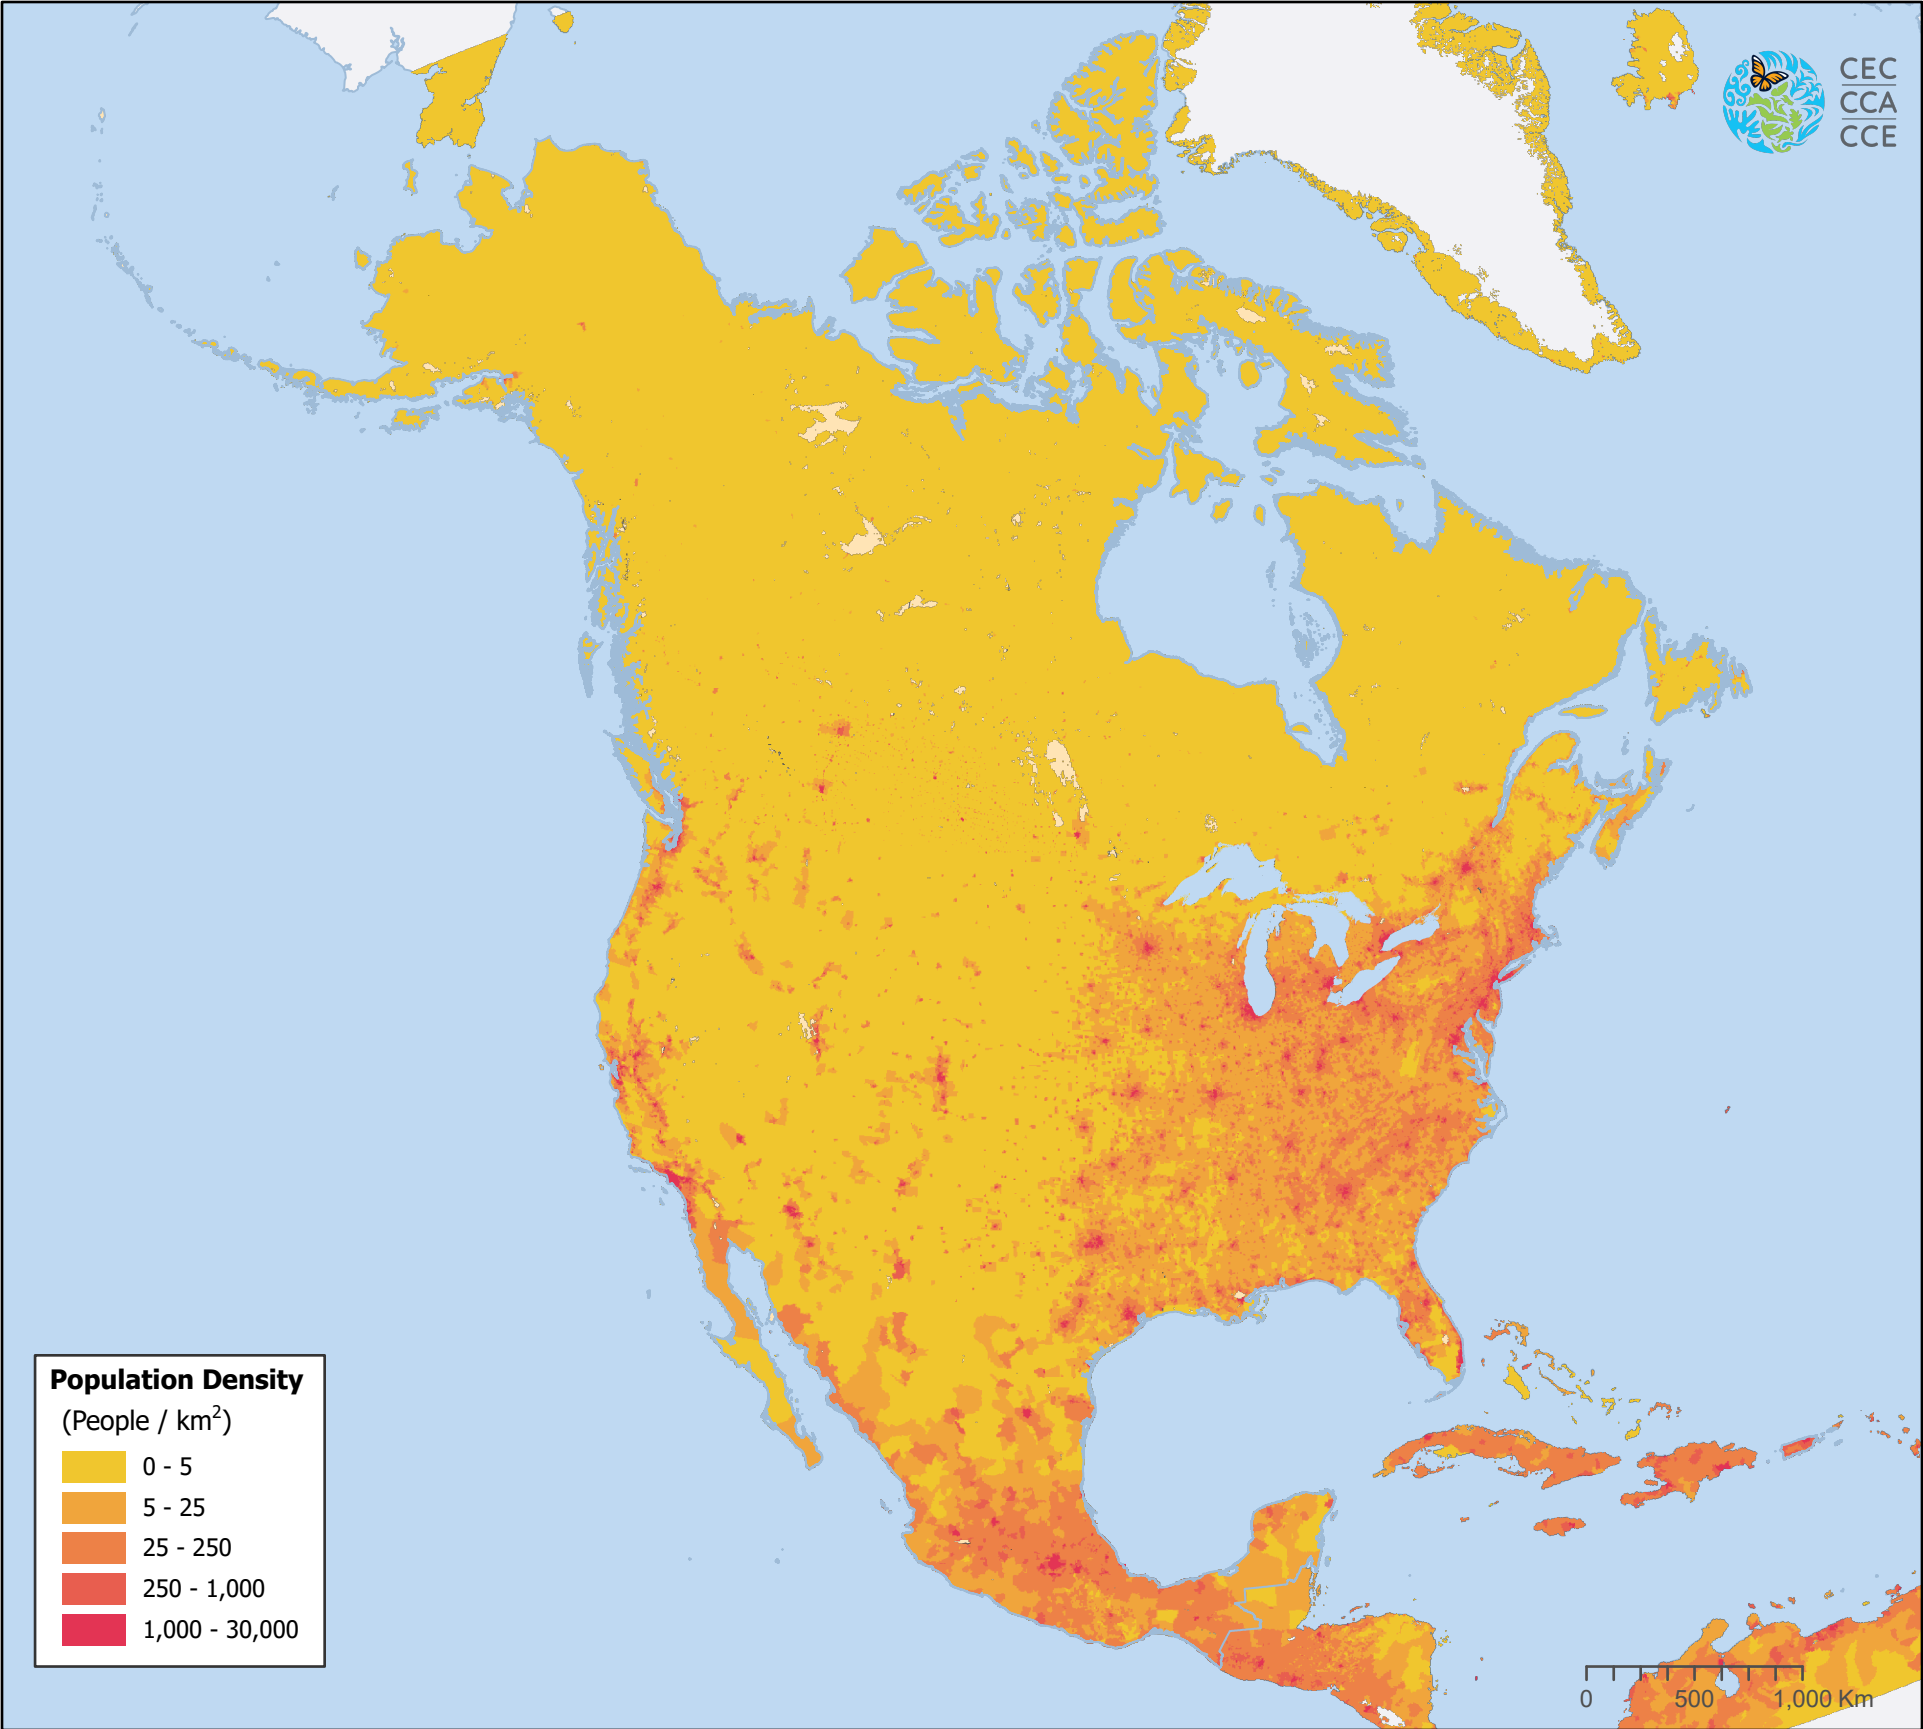 CEC
CCA
CCE
Population Density
(People / km²)
0 - 5
5 - 25
25 - 250
250 - 1,000
1,000 - 30,000
0 500 1,000 Km